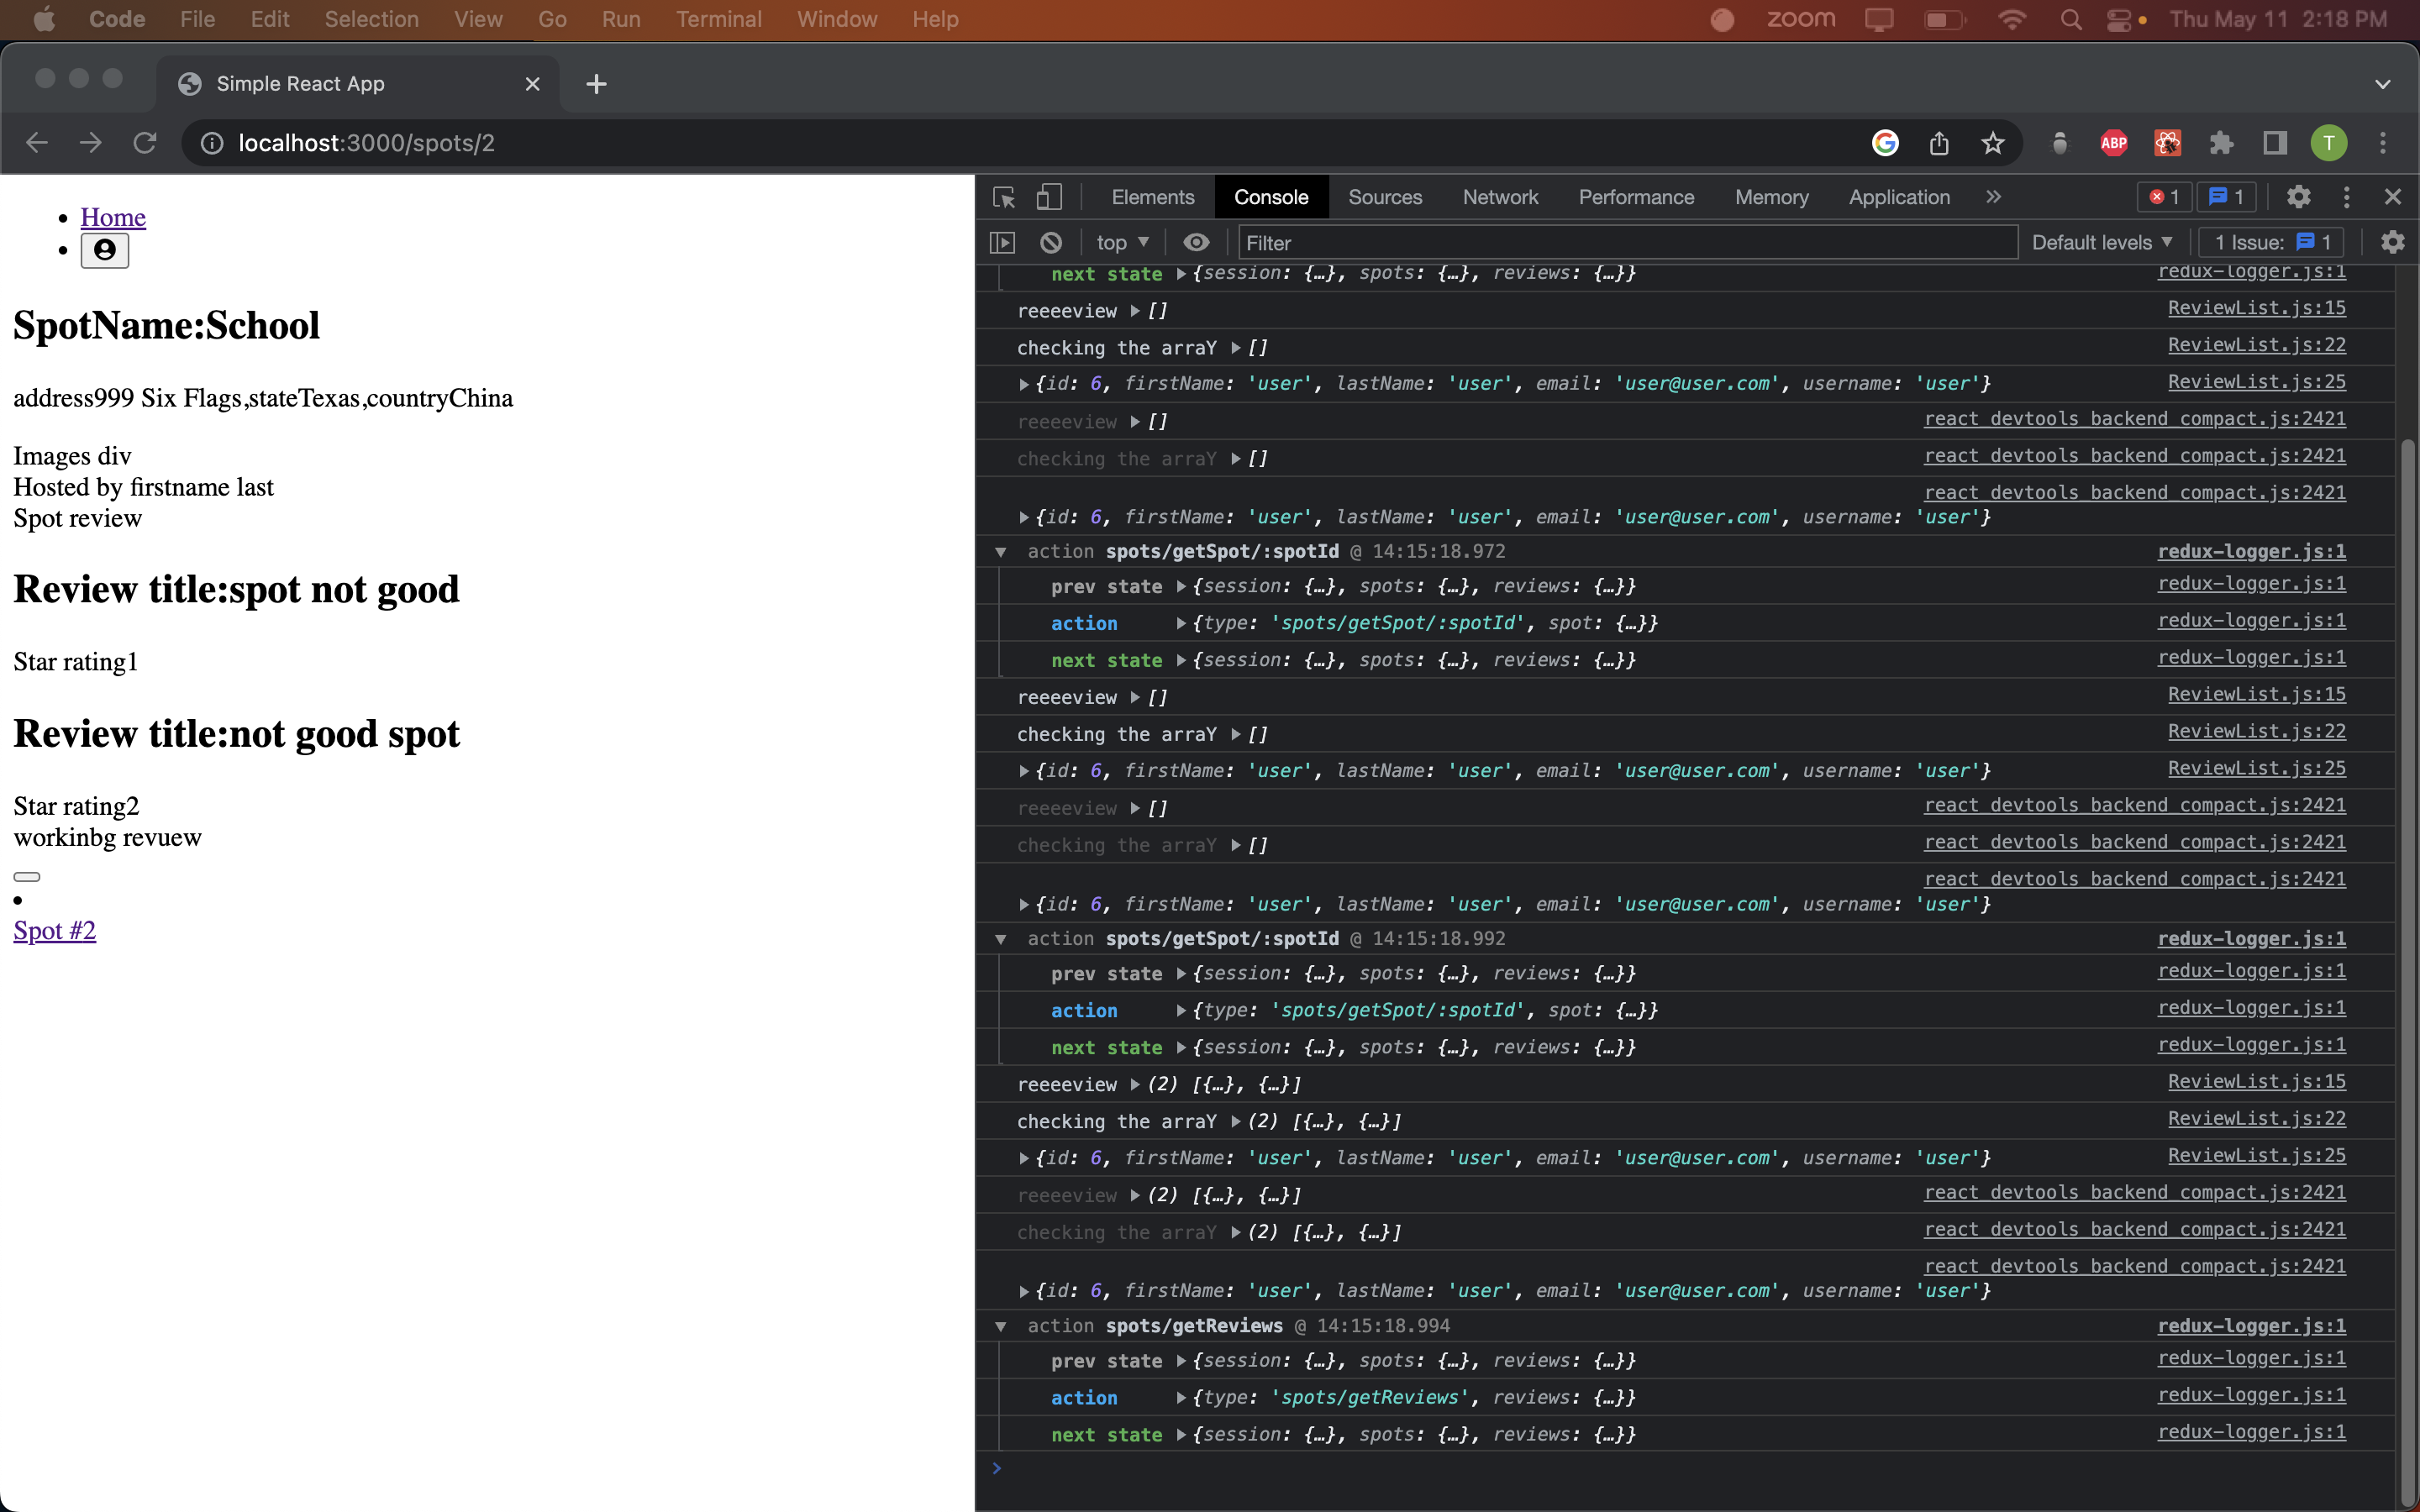 Code File Edit Selection View Go Run Terminal Window Help zoom Thu May 11 2:18 PM
Simple React App
localhost:3000/spots/2
ABP
T
Home
SpotName:School
address999 Six Flags,stateTexas,countryChina
Images div
Hosted by firstname last
Spot review
Review title:spot not good
Star rating1
Review title:not good spot
Star rating2
workinbg revuew
Spot #2
Elements Console Sources Network Performance Memory Application 1 1
top Filter Default levels 1 Issue: 1
next state {session: {…}, spots: {…}, reviews: {…}} redux-logger.js:1
reeeeview [] ReviewList.js:15
checking the arraY [] ReviewList.js:22
{id: 6, firstName: 'user', lastName: 'user', email: 'user@user.com', username: 'user'} ReviewList.js:25
reeeeview [] react_devtools_backend_compact.js:2421
checking the arraY [] react_devtools_backend_compact.js:2421
react_devtools_backend_compact.js:2421
{id: 6, firstName: 'user', lastName: 'user', email: 'user@user.com', username: 'user'}
action spots/getSpot/:spotId @ 14:15:18.972 redux-logger.js:1
prev state {session: {…}, spots: {…}, reviews: {…}} redux-logger.js:1
action {type: 'spots/getSpot/:spotId', spot: {…}} redux-logger.js:1
next state {session: {…}, spots: {…}, reviews: {…}} redux-logger.js:1
reeeeview [] ReviewList.js:15
checking the arraY [] ReviewList.js:22
{id: 6, firstName: 'user', lastName: 'user', email: 'user@user.com', username: 'user'} ReviewList.js:25
reeeeview [] react_devtools_backend_compact.js:2421
checking the arraY [] react_devtools_backend_compact.js:2421
react_devtools_backend_compact.js:2421
{id: 6, firstName: 'user', lastName: 'user', email: 'user@user.com', username: 'user'}
action spots/getSpot/:spotId @ 14:15:18.992 redux-logger.js:1
prev state {session: {…}, spots: {…}, reviews: {…}} redux-logger.js:1
action {type: 'spots/getSpot/:spotId', spot: {…}} redux-logger.js:1
next state {session: {…}, spots: {…}, reviews: {…}} redux-logger.js:1
reeeeview (2) [{…}, {…}] ReviewList.js:15
checking the arraY (2) [{…}, {…}] ReviewList.js:22
{id: 6, firstName: 'user', lastName: 'user', email: 'user@user.com', username: 'user'} ReviewList.js:25
reeeeview (2) [{…}, {…}] react_devtools_backend_compact.js:2421
checking the arraY (2) [{…}, {…}] react_devtools_backend_compact.js:2421
react_devtools_backend_compact.js:2421
{id: 6, firstName: 'user', lastName: 'user', email: 'user@user.com', username: 'user'}
action spots/getReviews @ 14:15:18.994 redux-logger.js:1
prev state {session: {…}, spots: {…}, reviews: {…}} redux-logger.js:1
action {type: 'spots/getReviews', reviews: {…}} redux-logger.js:1
next state {session: {…}, spots: {…}, reviews: {…}} redux-logger.js:1